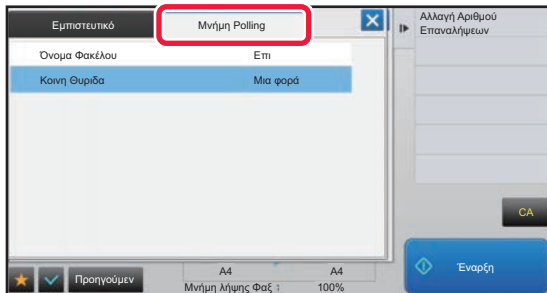 Εμπιστευτικό
Μνήμη Polling
Όνομα Φακέλου Επι
Κοινη Θυριδα Μια φορά
Αλλαγή Αριθμού
Επαναλήψεων
CA
Έναρξη
Προηγούμεν
A4 A4
Μνήμη λήψης Φαξ : 100%